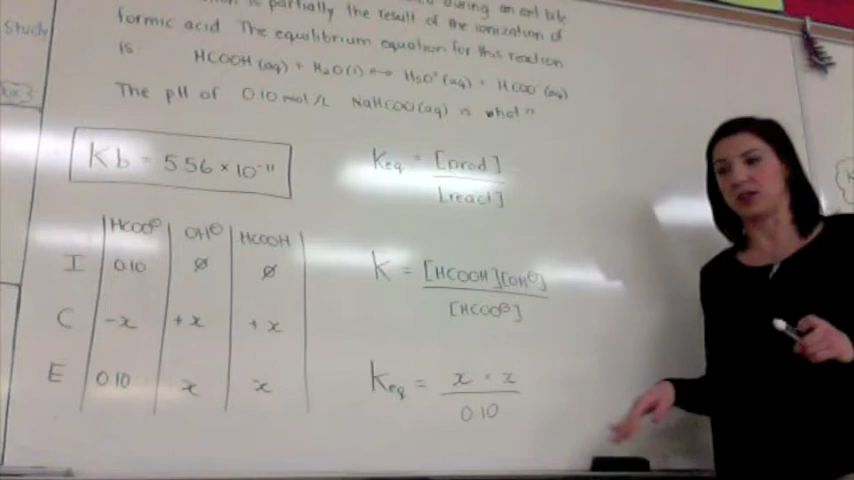 is partially the result of the ionization of
formic acid The equilibrium equation for this reaction
is HCOOH(aq) + H₂O(l) ⟷ H₃O⁺(aq) + HCOO⁻(aq)
The pH of 0.10 mol/L NaHCOO(aq) is what"
Study
Kb = 5.56 × 10⁻¹¹
Keq = [prod]
[react]
HCOO⊖ OH⊖ HCOOH
I 0.10 ∅ ∅
C -x +x +x
E 0.10 x x
K = [HCOOH][OH⊖]
[HCOO⊖]
Keq = x · x
0.10